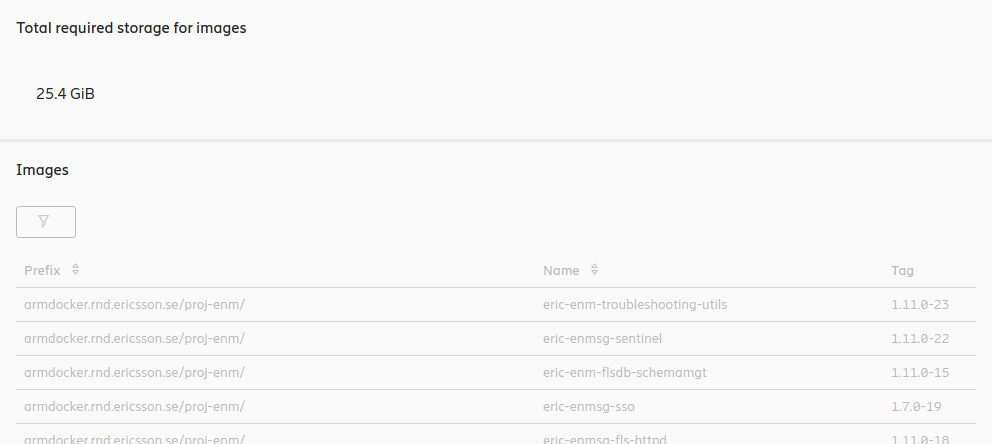 Total required storage for images
25.4 GiB
Images
Prefix Name Tag
armdocker.rnd.ericsson.se/proj-enm/ eric-enm-troubleshooting-utils 1.11.0-23
armdocker.rnd.ericsson.se/proj-enm/ eric-enmsg-sentinel 1.11.0-22
armdocker.rnd.ericsson.se/proj-enm/ eric-enm-flsdb-schemamgt 1.11.0-15
armdocker.rnd.ericsson.se/proj-enm/ eric-enmsg-sso 1.7.0-19
armdocker.rnd.ericsson.se/proj-enm/ eric-enmsg-fls-httpd 1.11.0-18